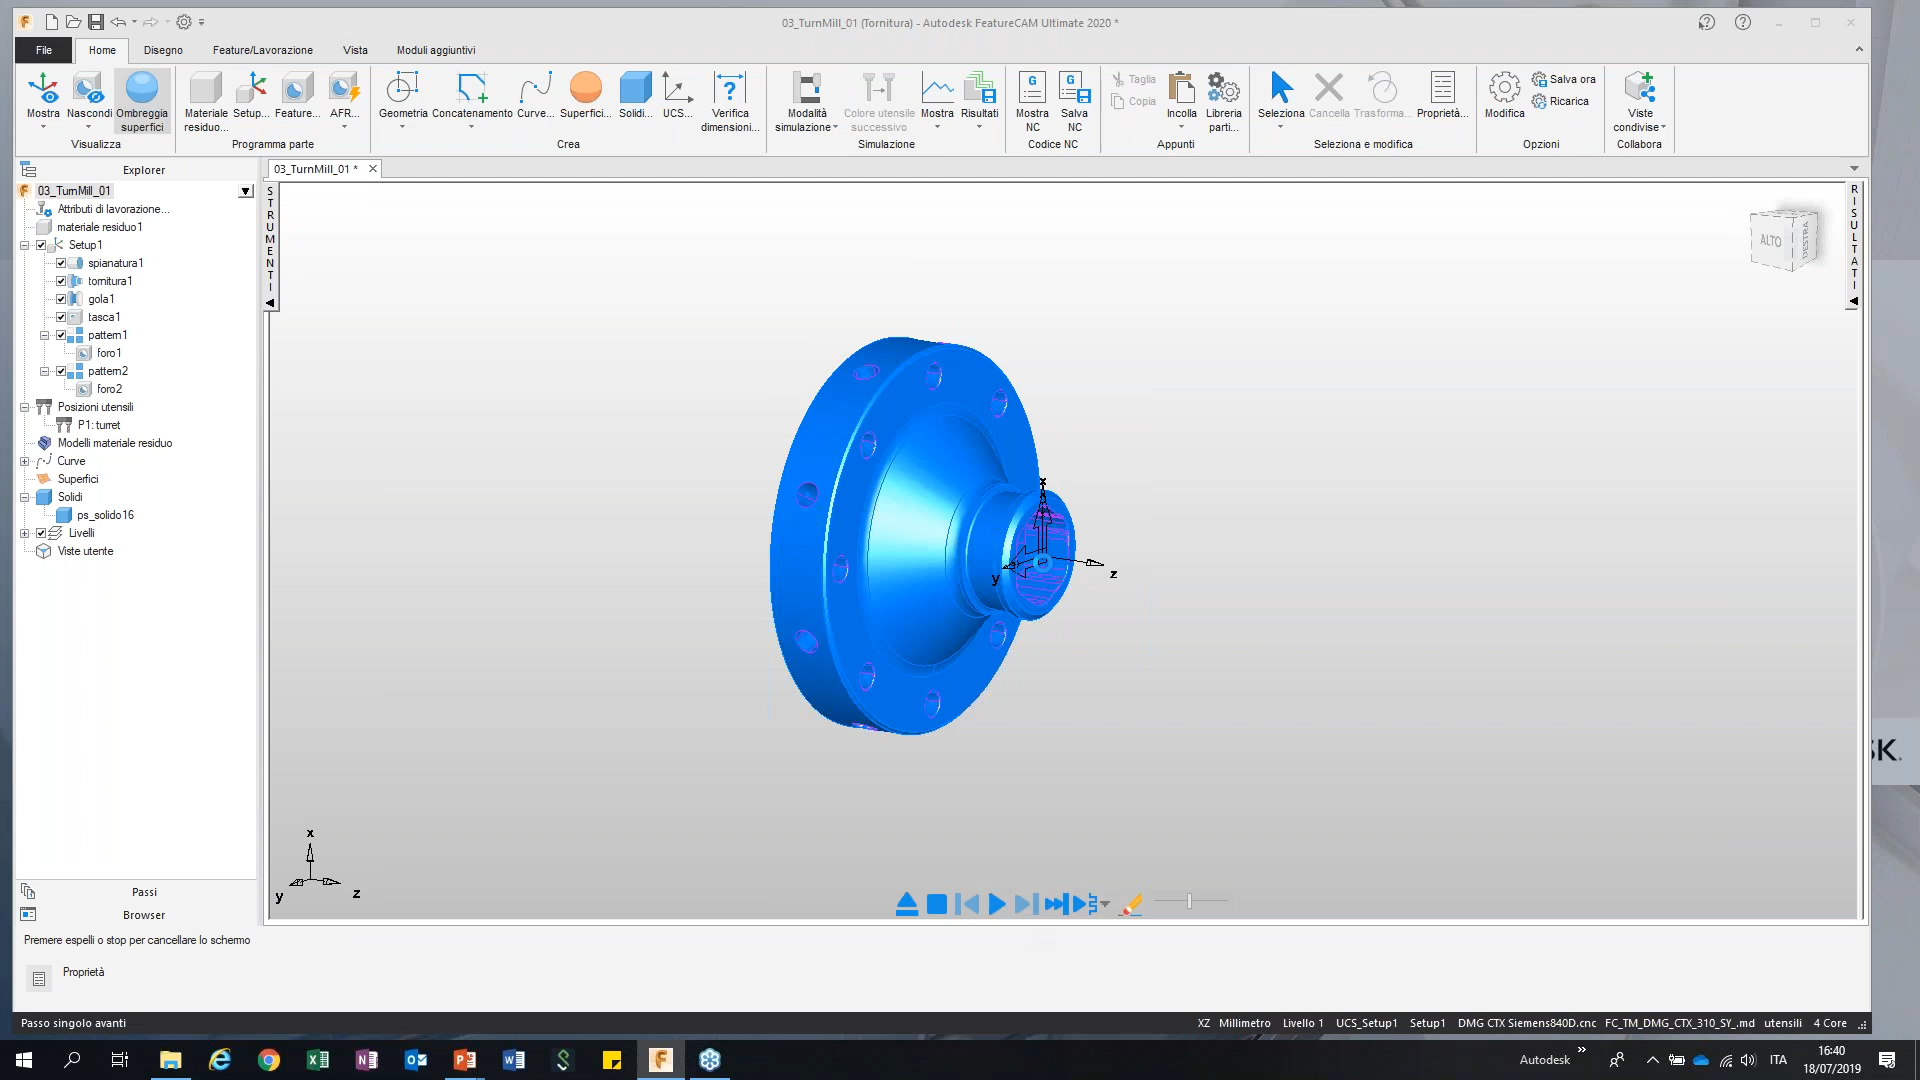 03_TurnMill_01 (Tornitura) - Autodesk FeatureCAM Ultimate 2020 *
File Home Disegno Feature/Lavorazione Vista Moduli aggiuntivi
Mostra Nascondi Ombreggia superfici
Visualizza
Materiale residuo... Setup... Feature... AFR...
Programma parte
Geometria Concatenamento Curve... Superfici... Solidi... UCS... Verifica dimensioni...
Crea
Modalità simulazione Colore utensile successivo Mostra Risultati
Simulazione
G G
Mostra NC Salva NC
Codice NC
Taglia
Copia
Incolla Libreria parti...
Appunti
Seleziona Cancella Trasforma... Proprietà...
Seleziona e modifica
Modifica
Salva ora
Ricarica
Opzioni
Viste condivise
Collabora
Explorer
03_TurnMill_01
Attributi di lavorazione...
materiale residuo1
Setup1
spianatura1
tornitura1
gola1
tasca1
pattern1
foro1
pattern2
foro2
Posizioni utensili
P1: turret
Modelli materiale residuo
Curve
Superfici
Solidi
ps_solido16
Livelli
Viste utente
Passi
Browser
03_TurnMill_01 *
STRUMENTI
RISULTATI
ALTO
DESTRA
x
y
z
x
y
z
SK.
Premere espelli o stop per cancellare lo schermo
Proprietà
Passo singolo avanti
XZ Millimetro Livello 1 UCS_Setup1 Setup1 DMG CTX Siemens840D.cnc FC_TM_DMG_CTX_310_SY_.md utensili 4 Core
Autodesk
ITA
16:40
18/07/2019